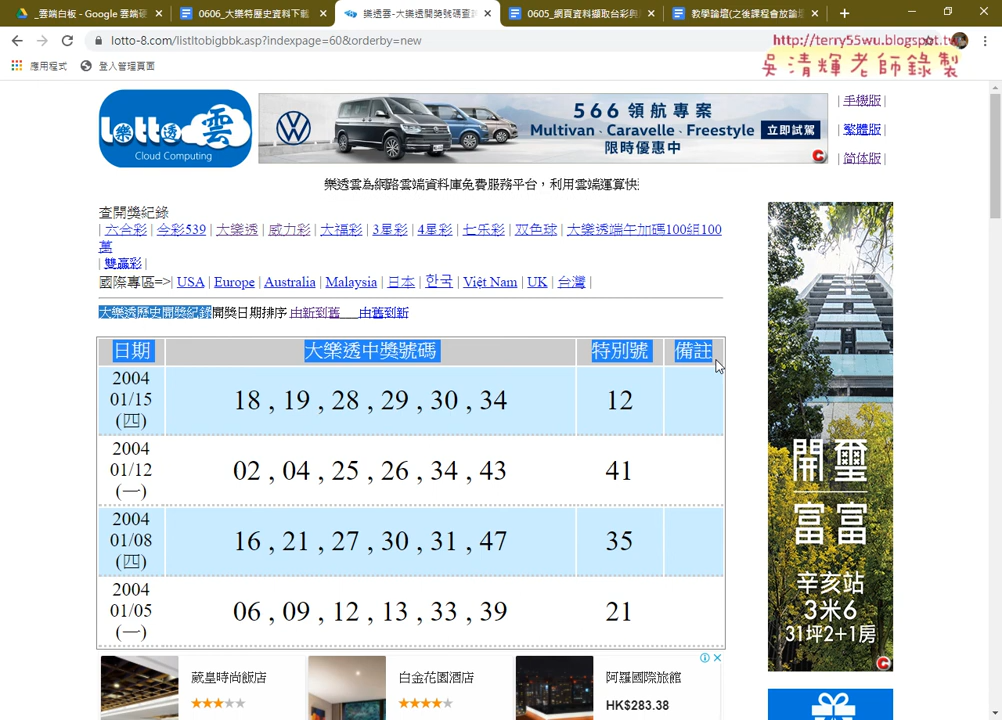 _雲端白板 - Google 雲端硬
0606_大樂特歷史資料下載
樂透雲-大樂透開獎號碼查詢
0605_網頁資料擷取台彩與
教學論壇(之後課程會放論壇
lotto-8.com/listltobigbbk.asp?indexpage=60&orderby=new
http://terry55wu.blogspot.tw
吳清輝老師錄製
應用程式
登入管理頁面
lotto 樂透雲
Cloud Computing
566 領航專案
Multivan · Caravelle · Freestyle
限時優惠中
立即試駕
| 手機版 |
| 繁體版 |
| 简体版 |
樂透雲為網路雲端資料庫免費服務平台，利用雲端運算快
查開獎紀錄
| 六合彩 | 今彩539 | 大樂透 | 威力彩 | 大福彩 | 3星彩 | 4星彩 | 七乐彩 | 双色球 | 大樂透端午加碼100組100
萬
| 雙贏彩 |
國際專區=>| USA | Europe | Australia | Malaysia | 日本 | 한국 | Việt Nam | UK | 台灣 |
大樂透歷史開獎紀錄開獎日期排序 由新到舊 由舊到新
日期 大樂透中獎號碼 特別號 備註
2004
01/15
(四)
18 , 19 , 28 , 29 , 30 , 34
12
2004
01/12
(一)
02 , 04 , 25 , 26 , 34 , 43
41
2004
01/08
(四)
16 , 21 , 27 , 30 , 31 , 47
35
2004
01/05
(一)
06 , 09 , 12 , 13 , 33 , 39
21
開璽
富富
辛亥站
3米6
31坪2+1房
葳皇時尚飯店
白金花園酒店
阿羅國際旅館
HK$283.38